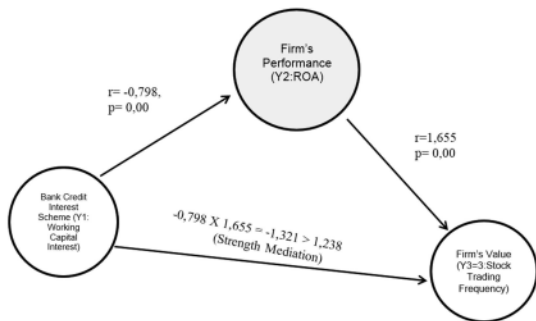 Firm's
Performance
(Y2:ROA)
r= -0,798,
p= 0,00
r=1,655
p= 0,00
Bank Credit
Interest
Scheme (Y1:
Working
Capital
Interest)
-0,798 X 1,655 = -1,321 > 1,238
(Strength Mediation)
Firm's Value
(Y3=3:Stock
Trading
Frequency)